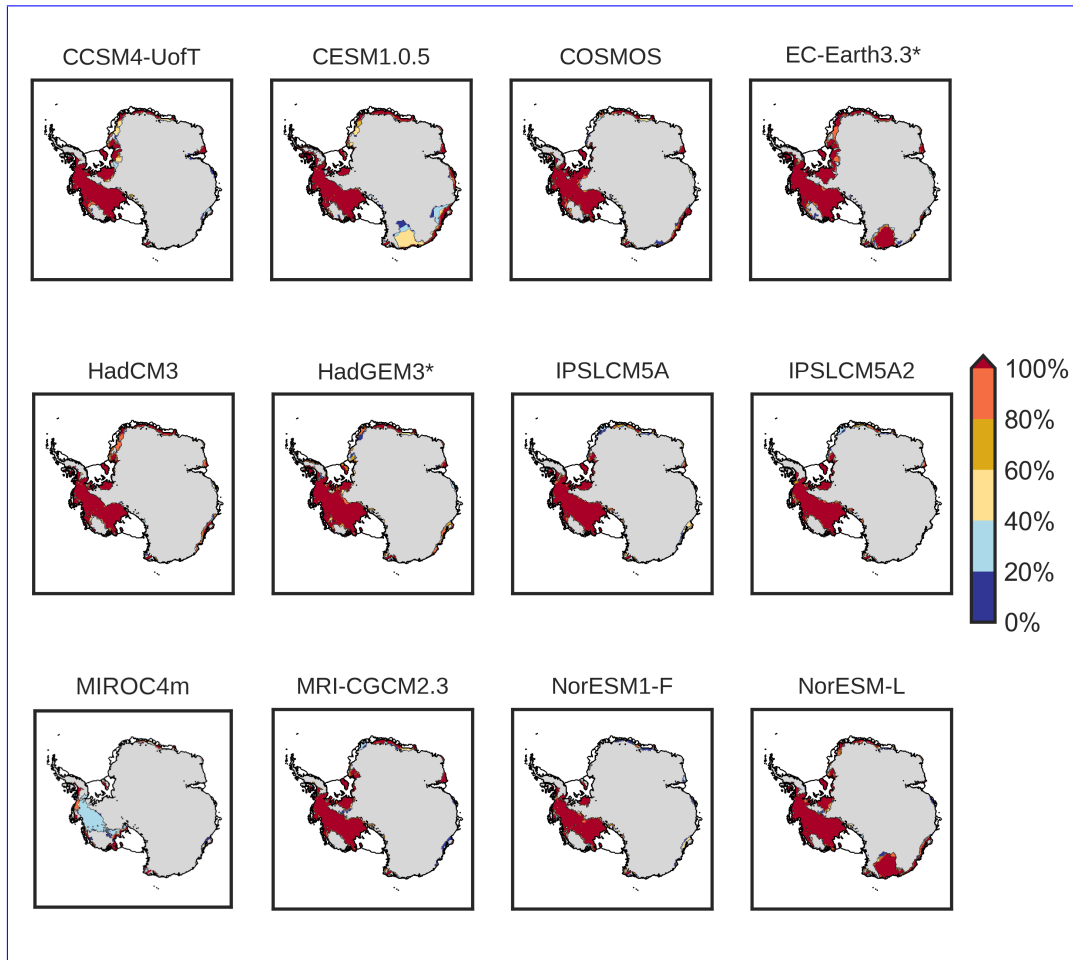 CCSM4-UofT
CESM1.0.5
COSMOS
EC-Earth3.3*
HadCM3
HadGEM3*
IPSLCM5A
IPSLCM5A2
100%
80%
60%
40%
20%
0%
MIROC4m
MRI-CGCM2.3
NorESM1-F
NorESM-L